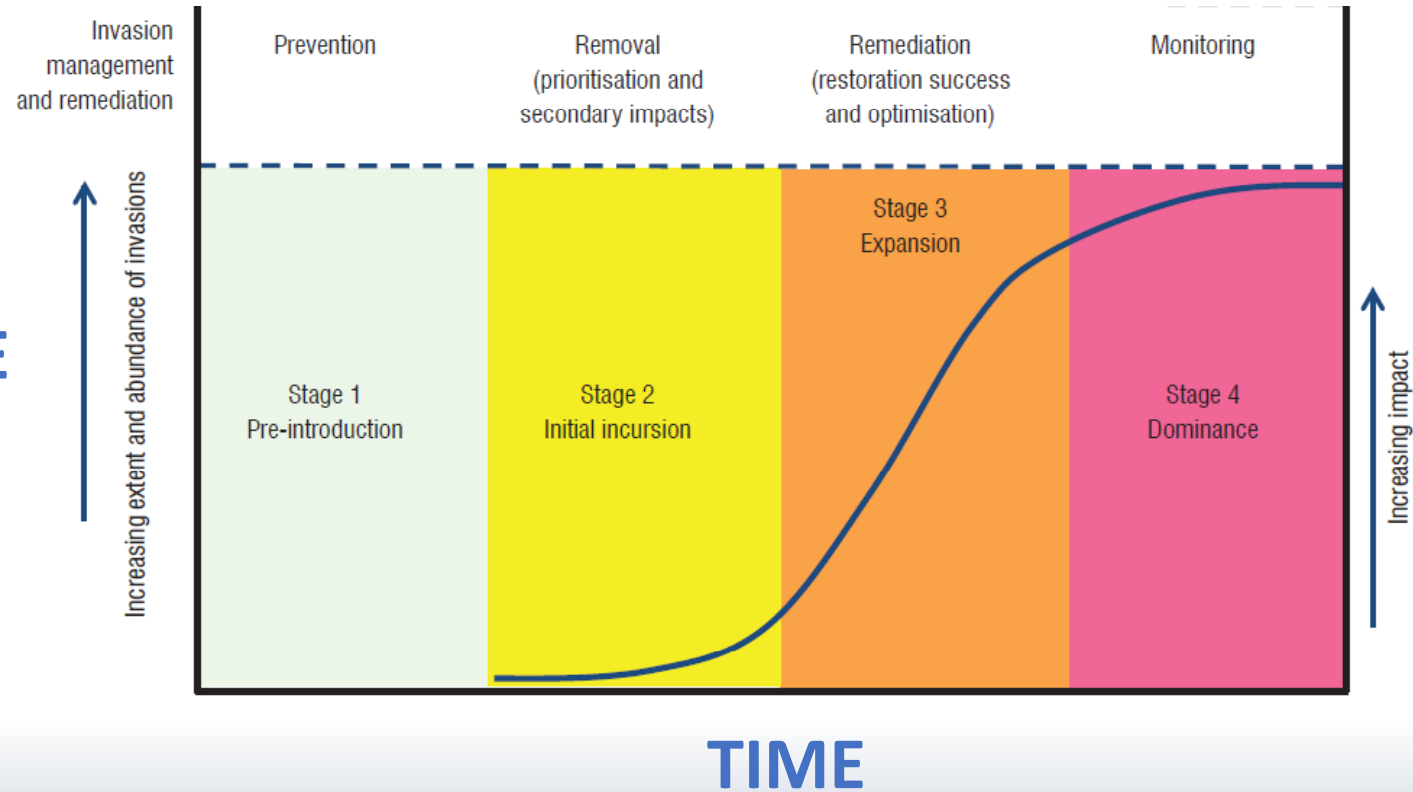 Invasion
management
and remediation
Prevention
Removal
(prioritisation and
secondary impacts)
Remediation
(restoration success
and optimisation)
Monitoring
Increasing extent and abundance of invasions
Stage 1
Pre-introduction
Stage 2
Initial incursion
Stage 3
Expansion
Stage 4
Dominance
Increasing impact
E
TIME